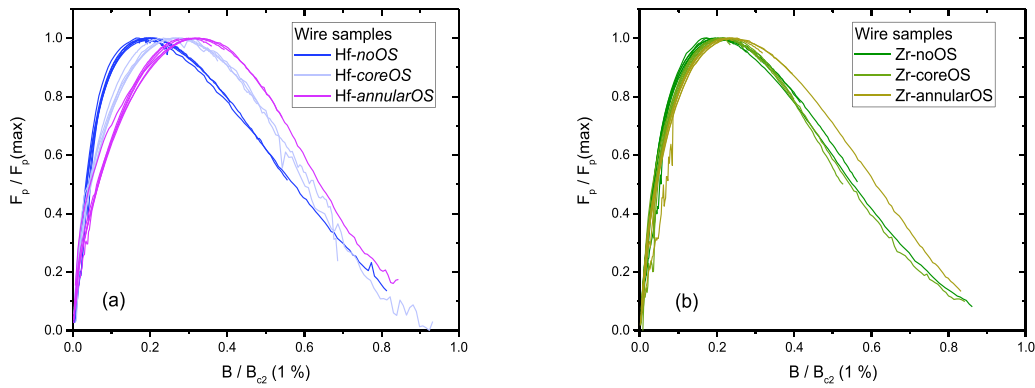 Wire samples
Hf-noOS
Hf-coreOS
Hf-annularOS
(a)
F_p / F_p(max)
1.0
0.8
0.6
0.4
0.2
0.0
0.0 0.2 0.4 0.6 0.8 1.0
B / B_c2 (1 %)
Wire samples
Zr-noOS
Zr-coreOS
Zr-annularOS
(b)
F_p / F_p(max)
1.0
0.8
0.6
0.4
0.2
0.0
0.0 0.2 0.4 0.6 0.8 1.0
B / B_c2 (1 %)